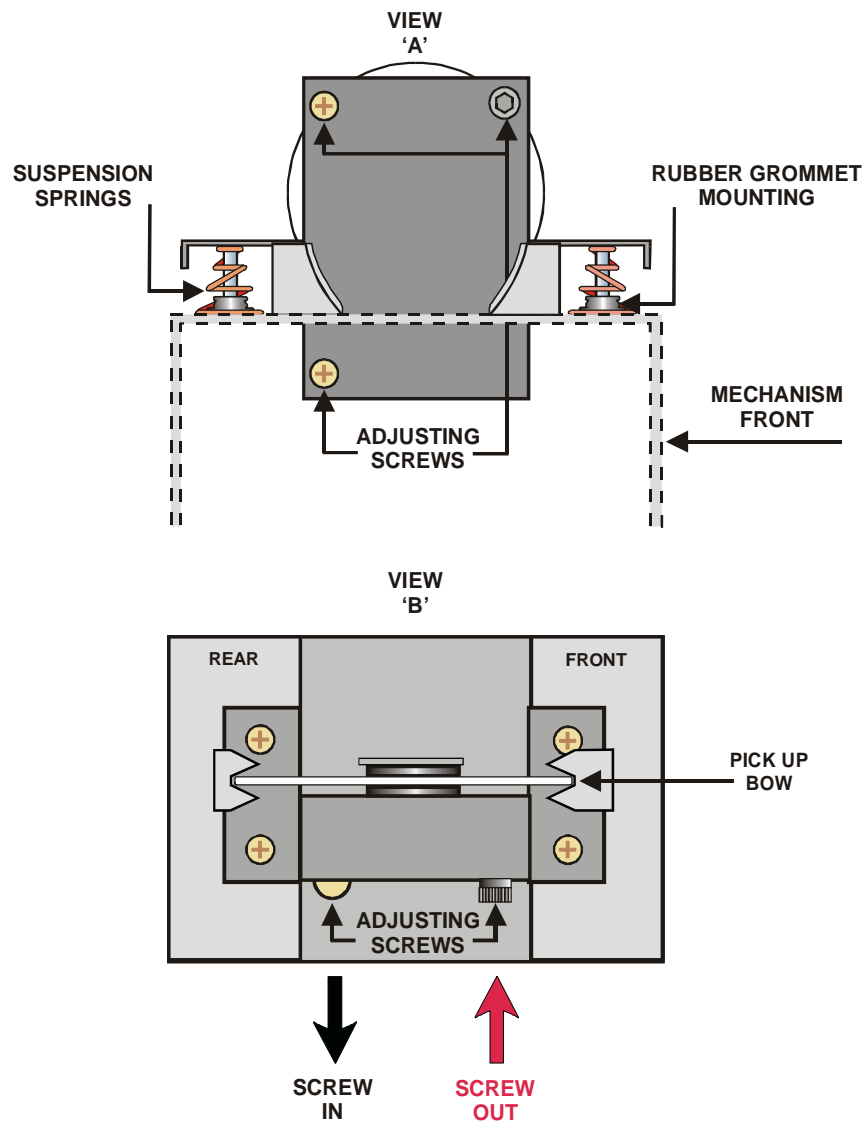 VIEW
‘A’
SUSPENSION
SPRINGS
RUBBER GROMMET
MOUNTING
MECHANISM
FRONT
ADJUSTING
SCREWS
VIEW
‘B’
REAR
FRONT
PICK UP
BOW
ADJUSTING
SCREWS
SCREW
IN
SCREW
OUT